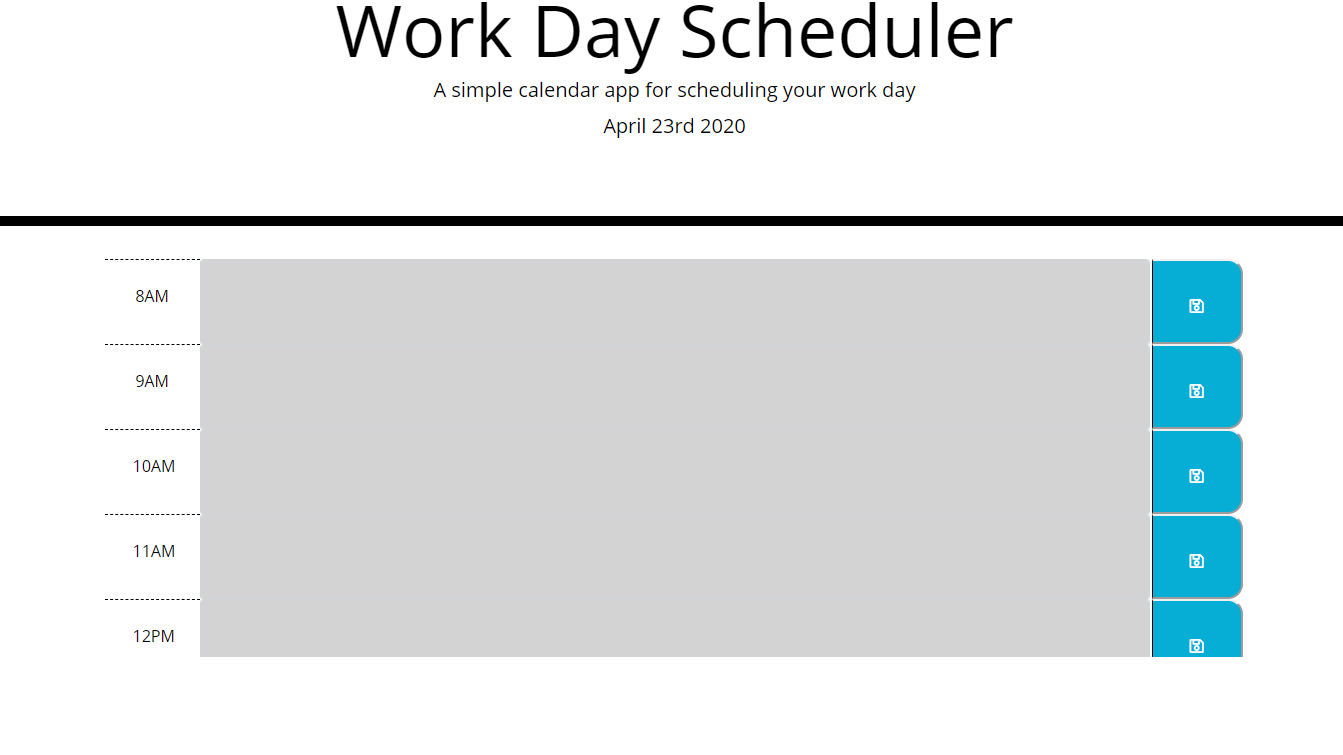 Work Day Scheduler
A simple calendar app for scheduling your work day
April 23rd 2020
8AM
9AM
10AM
11AM
12PM